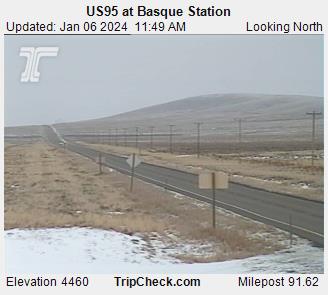 US95 at Basque Station
Updated: Jan 06 2024 11:49 AM Looking North
Elevation 4460 TripCheck.com Milepost 91.62